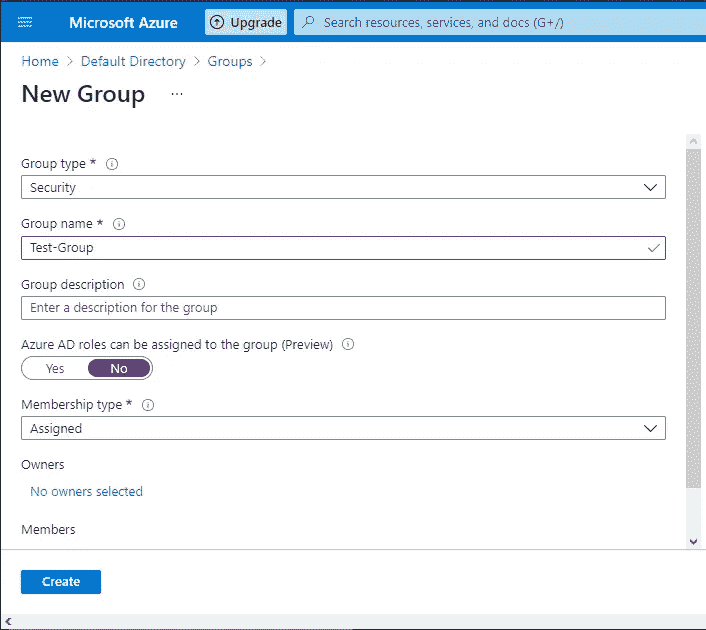 Microsoft Azure Upgrade Search resources, services, and docs (G+/)
Home > Default Directory > Groups >
New Group ...
Group type *
Security
Group name *
Test-Group
Group description
Enter a description for the group
Azure AD roles can be assigned to the group (Preview)
Yes No
Membership type *
Assigned
Owners
No owners selected
Members
Create